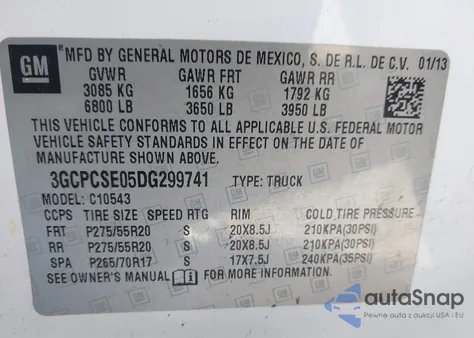 GM MFD BY GENERAL MOTORS DE MEXICO, S. DE R.L. DE C.V. 01/13
GVWR GAWR FRT GAWR RR
3085 KG 1656 KG 1792 KG
6800 LB 3650 LB 3950 LB
THIS VEHICLE CONFORMS TO ALL APPLICABLE U.S. FEDERAL MOTOR
VEHICLE SAFETY STANDARDS IN EFFECT ON THE DATE OF
MANUFACTURE SHOWN ABOVE.
3GCPCSE05DG299741 TYPE: TRUCK
MODEL: C10543
CCPS TIRE SIZE SPEED RTG RIM COLD TIRE PRESSURE
FRT P275/55R20 S 20X8.5J 210KPA(30PSI)
RR P275/55R20 S 20X8.5J 210KPA(30PSI)
SPA P265/70R17 S 17X7.5J 240KPA(35PSI)
SEE OWNER'S MANUAL FOR MORE INFORMATION
autoSnap
Pewne auto z USA i Kanady